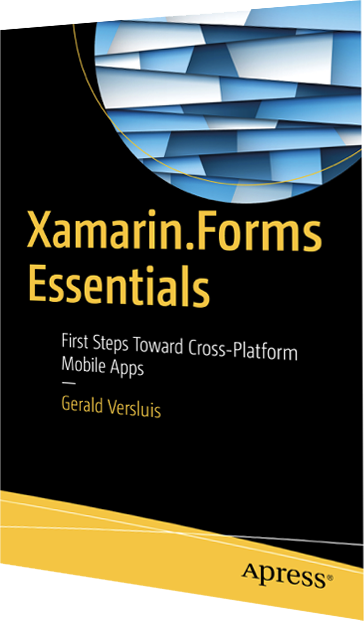 Xamarin.Forms
Essentials
First Steps Toward Cross-Platform
Mobile Apps
—
Gerald Versluis
Apress®